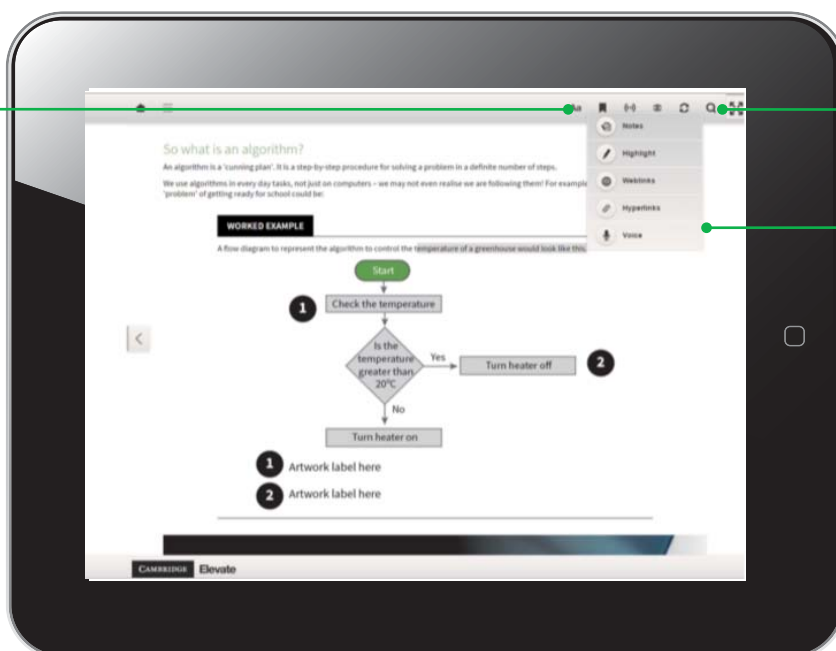 Aa
Notes
Highlight
Weblinks
Hyperlinks
Voice
So what is an algorithm?
An algorithm is a 'cunning plan'. It is a step-by-step procedure for solving a problem in a definite number of steps.
We use algorithms in every day tasks, not just on computers – we may not even realise we are following them! For example
'problem' of getting ready for school could be:
WORKED EXAMPLE
A flow diagram to represent the algorithm to control the temperature of a greenhouse would look like this.
Start
1
Check the temperature
Is the
temperature
greater than
20°C
Yes
Turn heater off
2
No
Turn heater on
1 Artwork label here
2 Artwork label here
CAMBRIDGE Elevate